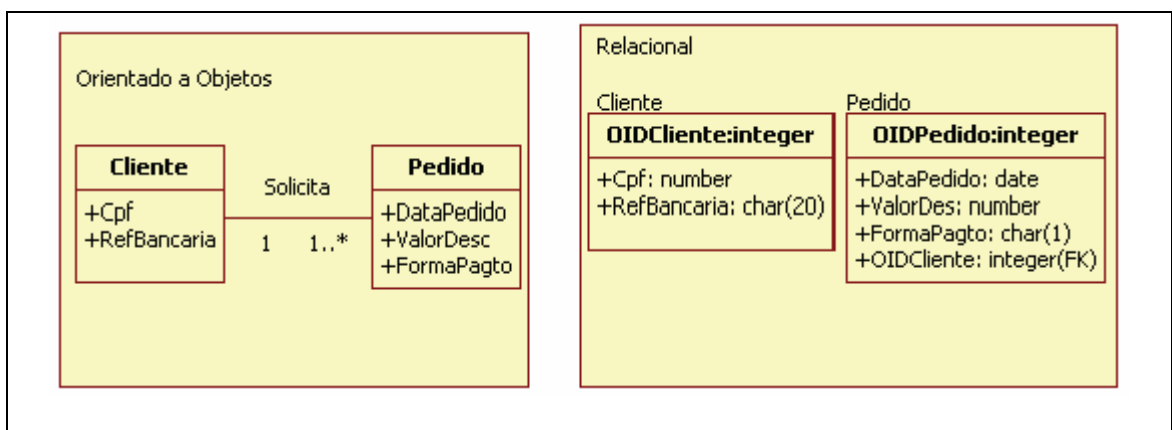 Orientado a Objetos
Cliente
+Cpf
+RefBancaria
Solicita
1 1..*
Pedido
+DataPedido
+ValorDesc
+FormaPagto
Relacional
Cliente
OIDCliente:integer
+Cpf: number
+RefBancaria: char(20)
Pedido
OIDPedido:integer
+DataPedido: date
+ValorDes: number
+FormaPagto: char(1)
+OIDCliente: integer(FK)